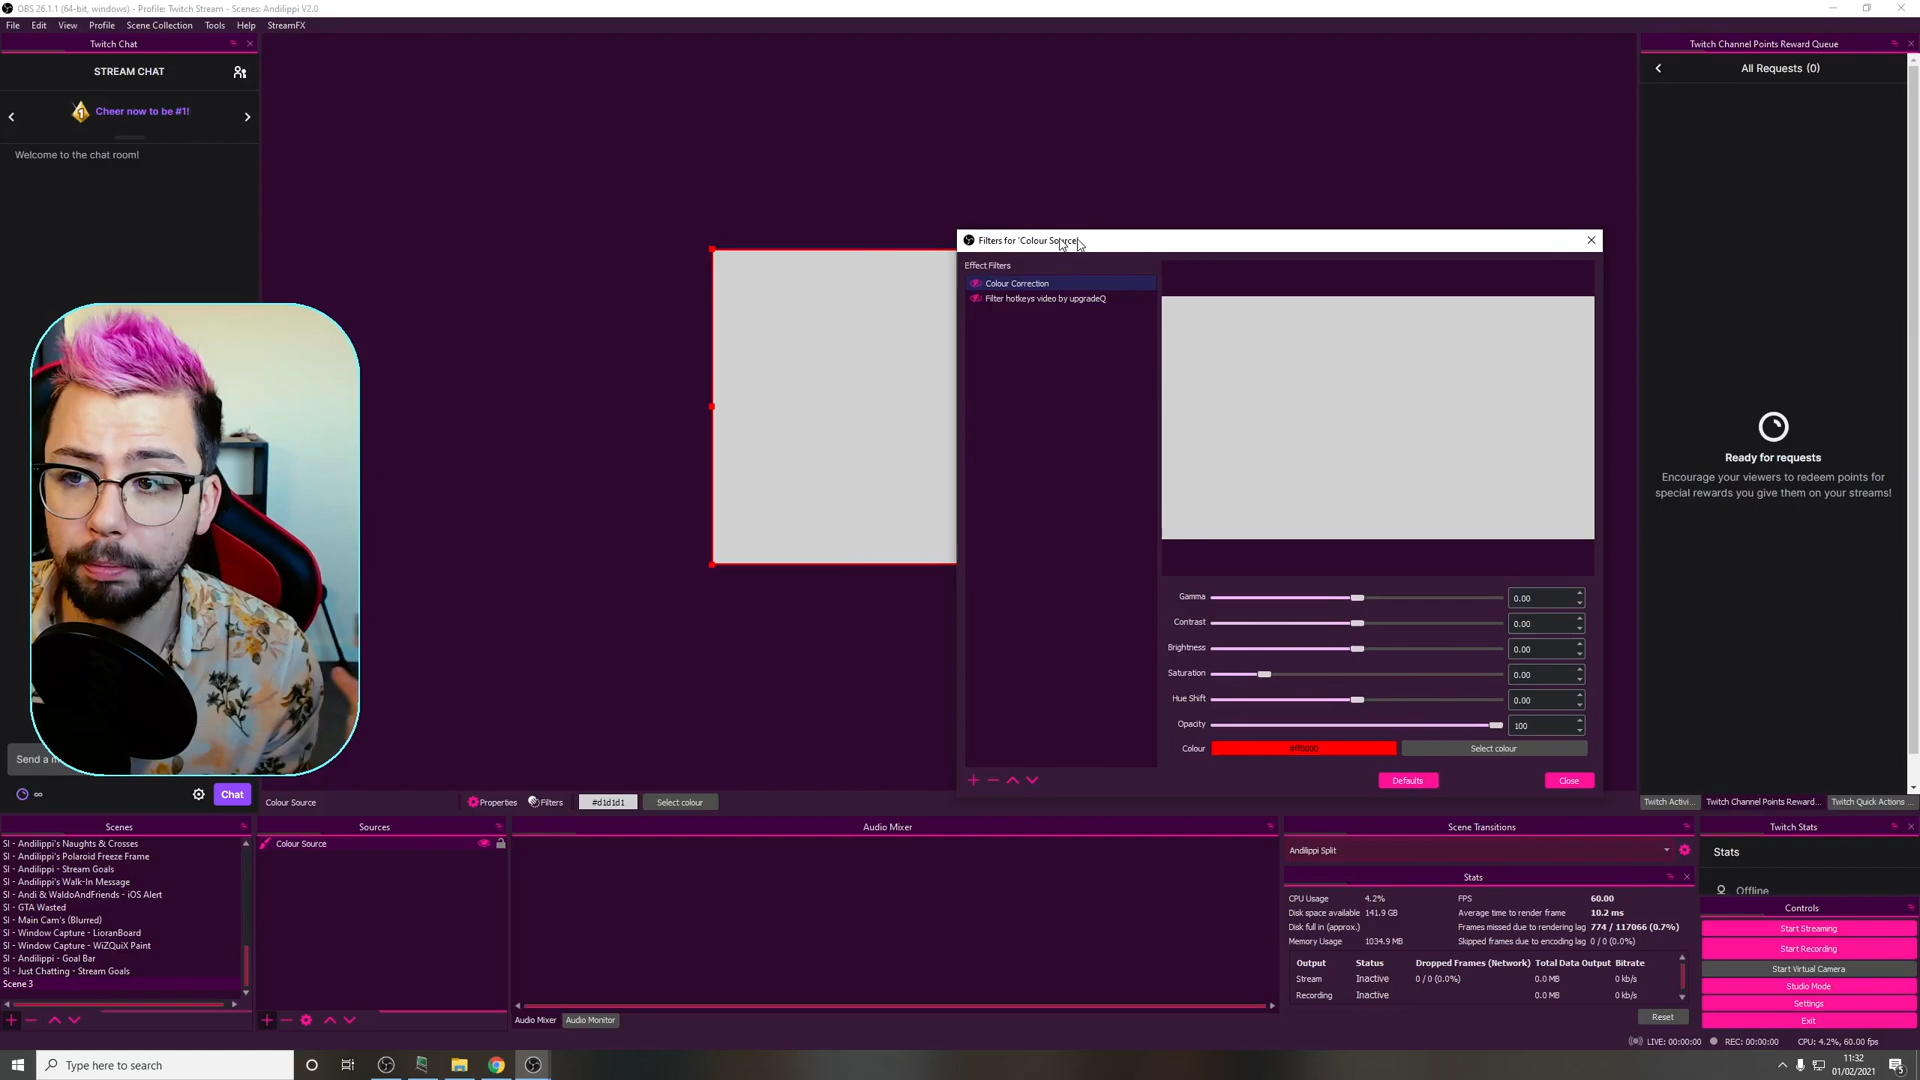 OBS 26.1.1 (64-bit, windows) - Profile: Twitch Stream - Scenes: Andilippi V2.0
File Edit View Profile Scene Collection Tools Help StreamFX
Twitch Chat
STREAM CHAT
1
Cheer now to be #1!
Welcome to the chat room!
Send a m
∞
Chat
Filters for 'Colour Source'
Effect Filters
Colour Correction
Filter hotkeys video by upgradeQ
Gamma 0.00
Contrast 0.00
Brightness 0.00
Saturation 0.00
Hue Shift 0.00
Opacity 100
Colour #ff0000 Select colour
Defaults Close
Twitch Channel Points Reward Queue
All Requests (0)
Ready for requests
Encourage your viewers to redeem points for
special rewards you give them on your streams!
Colour Source Properties Filters #d1d1d1 Select colour
Twitch Activi... Twitch Channel Points Reward... Twitch Quick Actions ...
Scenes
SI - Andilippi's Naughts & Crosses
SI - Andilippi's Polaroid Freeze Frame
SI - Andilippi - Stream Goals
SI - Andilippi's Walk-In Message
SI - Andi & WaldoAndFriends - iOS Alert
SI - GTA Wasted
SI - Main Cam's (Blurred)
SI - Window Capture - LioranBoard
SI - Window Capture - WiZQuiX Paint
SI - Andilippi - Goal Bar
SI - Just Chatting - Stream Goals
Scene 3
Sources
Colour Source
Audio Mixer
Audio Mixer Audio Monitor
Scene Transitions
Andilippi Split
Stats
CPU Usage 4.2% FPS 60.00
Disk space available 141.9 GB Average time to render frame 10.2 ms
Disk full in (approx.) Frames missed due to rendering lag 774 / 117066 (0.7%)
Memory Usage 1034.9 MB Skipped frames due to encoding lag 0 / 0 (0.0%)
Output Status Dropped Frames (Network) Total Data Output Bitrate
Stream Inactive 0 / 0 (0.0%) 0.0 MB 0 kb/s
Recording Inactive 0.0 MB 0 kb/s
Reset
Twitch Stats
Stats
Offline
Controls
Start Streaming
Start Recording
Start Virtual Camera
Studio Mode
Settings
Exit
LIVE: 00:00:00 REC: 00:00:00 CPU: 4.2%, 60.00 fps
Type here to search
11:32
01/02/2021
5